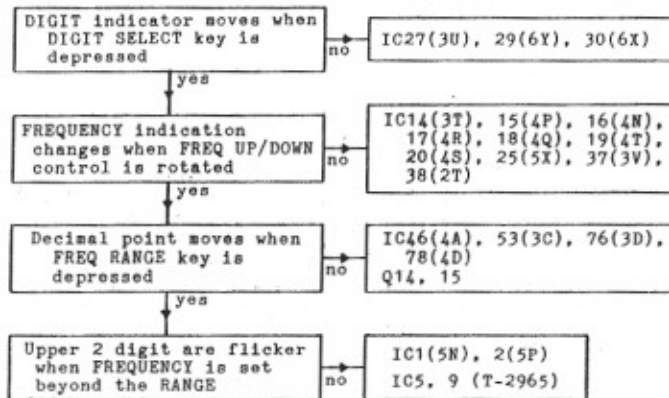 DIGIT indicator moves when
DIGIT SELECT key is
depressed
no
IC27(3U), 29(6Y), 30(6X)
yes
FREQUENCY indication
changes when FREQ UP/DOWN
control is rotated
no
IC14(3T), 15(4P), 16(4N),
17(4R), 18(4Q), 19(4T),
20(4S), 25(5X), 37(3V),
38(2T)
yes
Decimal point moves when
FREQ RANGE key is
depressed
no
IC46(4A), 53(3C), 76(3D),
78(4D)
Q14, 15
yes
Upper 2 digit are flicker
when FREQUENCY is set
beyond the RANGE
no
IC1(5N), 2(5P)
IC5, 9 (T-2965)